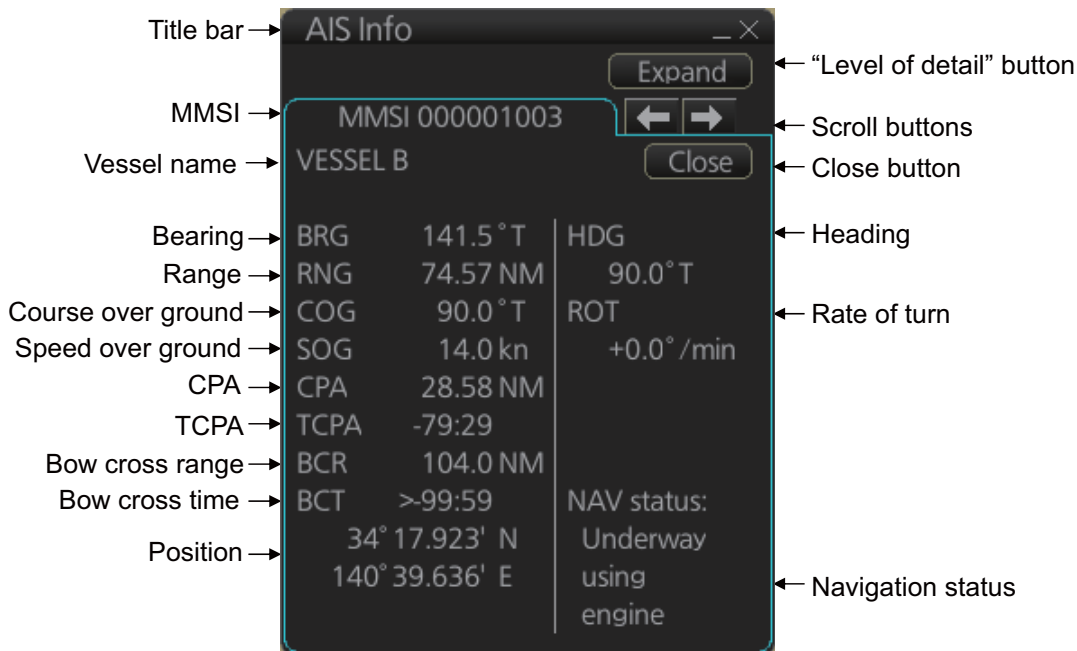 Title bar AIS Info
Expand “Level of detail” button
MMSI MMSI 000001003 Scroll buttons
Vessel name VESSEL B Close Close button
Bearing BRG 141.5°T HDG Heading
Range RNG 74.57 NM 90.0°T
Course over ground COG 90.0°T ROT Rate of turn
Speed over ground SOG 14.0 kn +0.0°/min
CPA CPA 28.58 NM
TCPA TCPA -79:29
Bow cross range BCR 104.0 NM
Bow cross time BCT >-99:59 NAV status:
Position 34°17.923' N Underway
140°39.636' E using Navigation status
engine